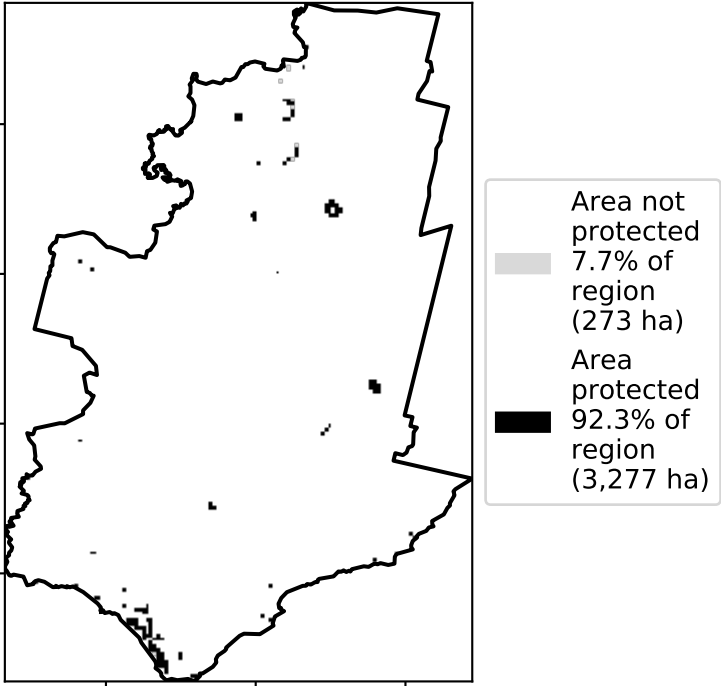 Area not
protected
7.7% of
region
(273 ha)
Area
protected
92.3% of
region
(3,277 ha)